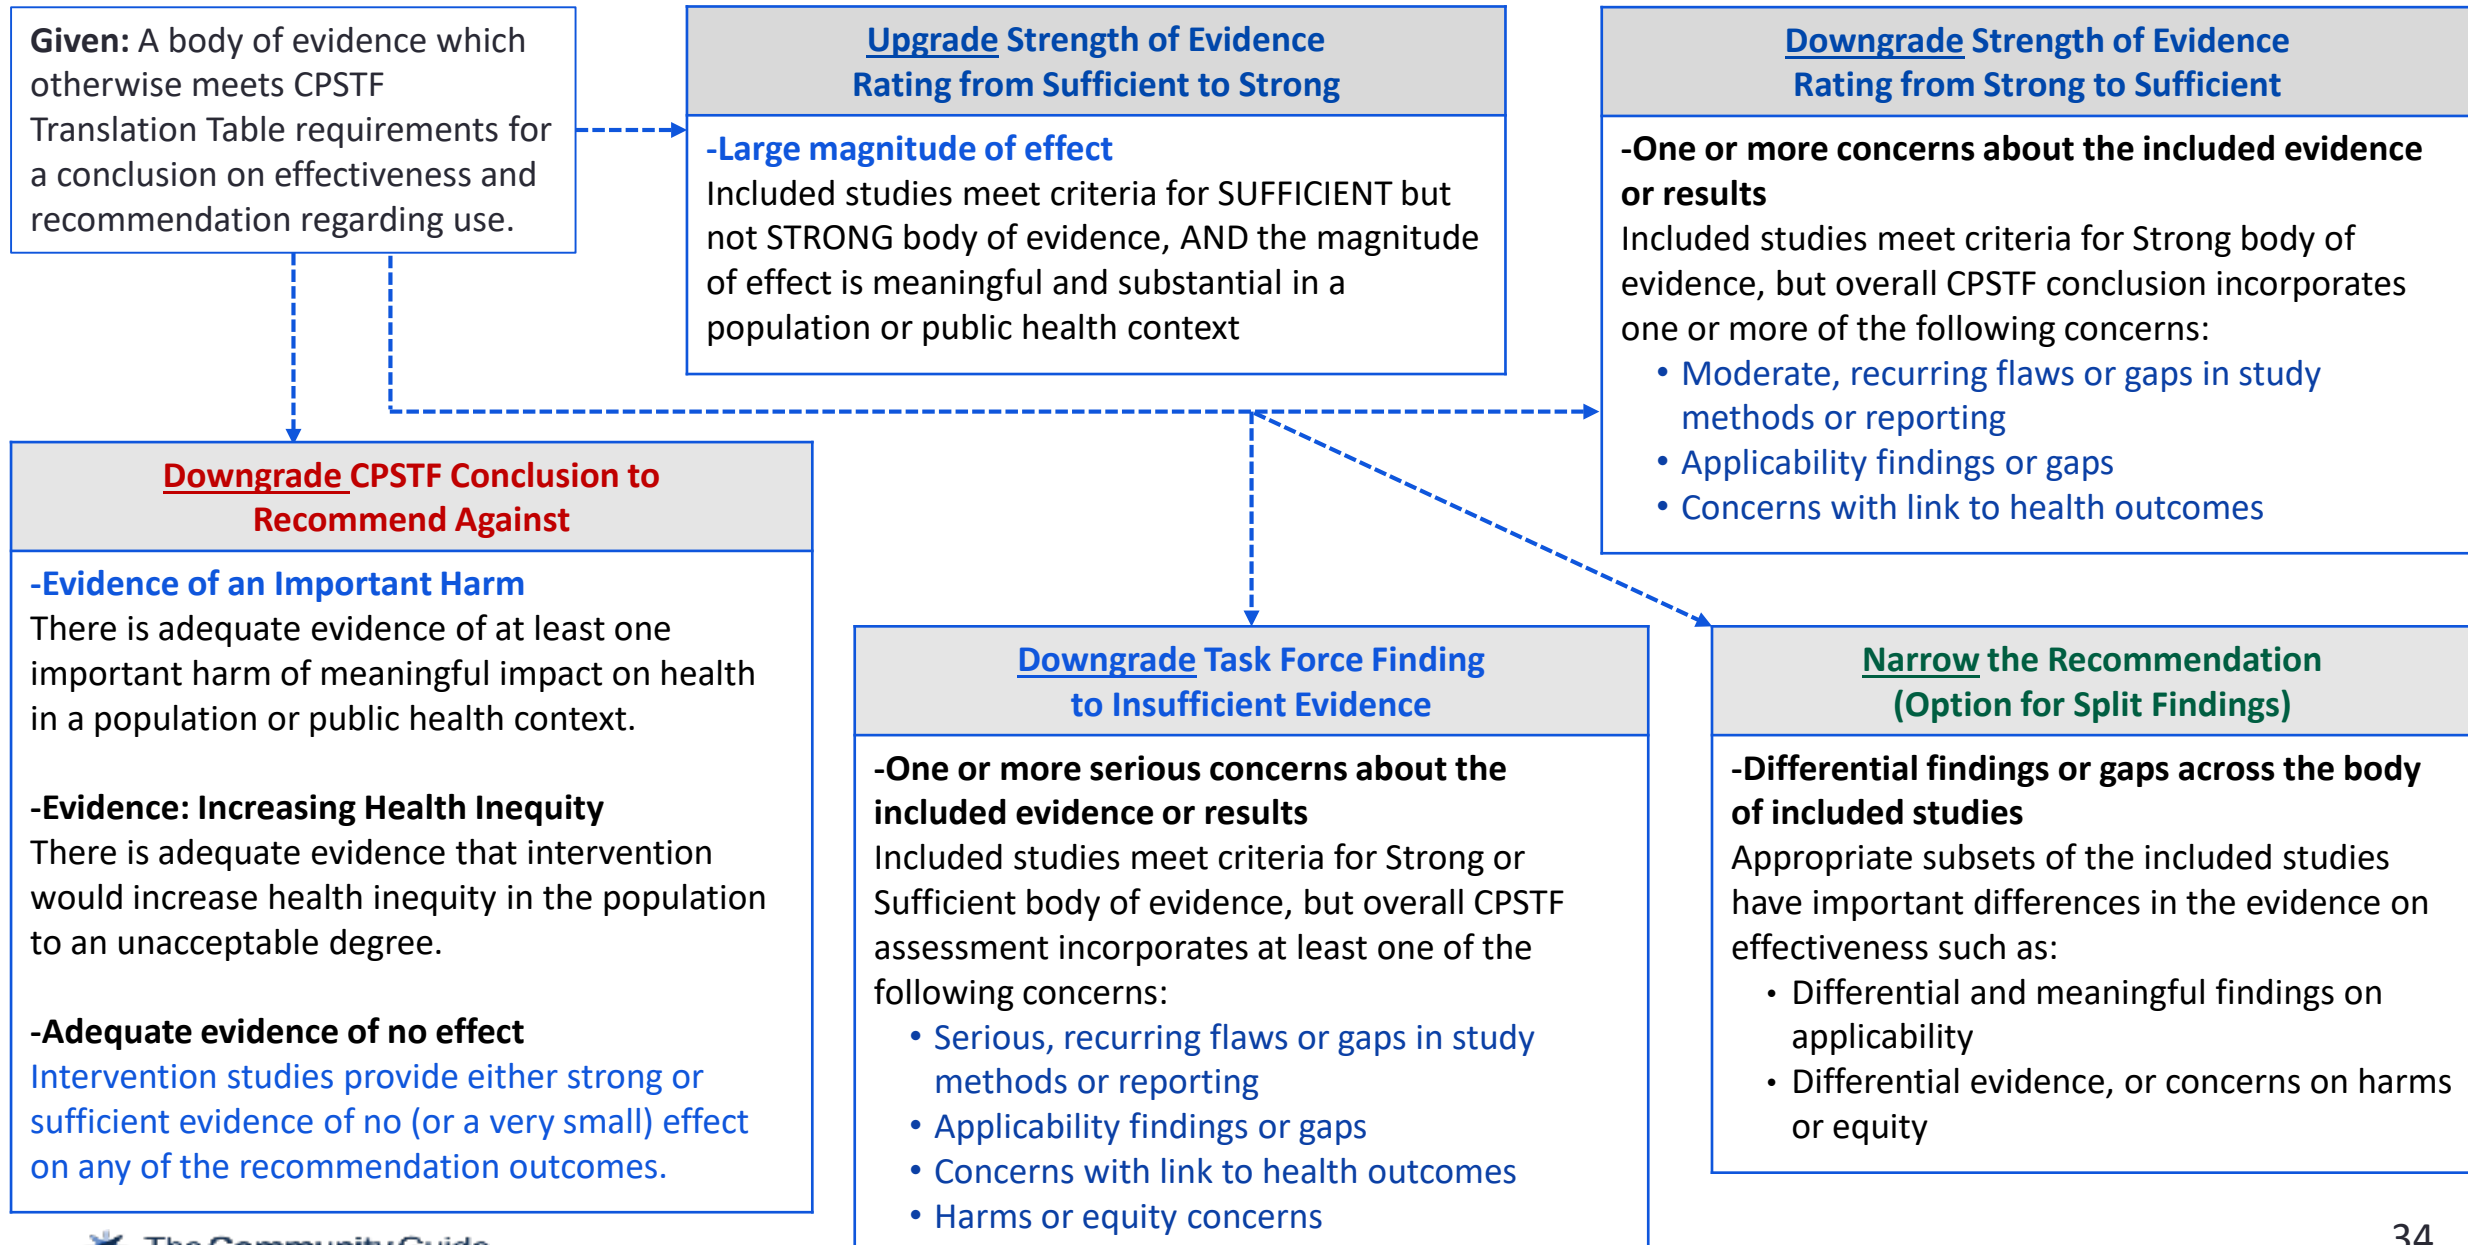 Given: A body of evidence which
otherwise meets CPSTF
Translation Table requirements for
a conclusion on effectiveness and
recommendation regarding use.
Upgrade Strength of Evidence
Rating from Sufficient to Strong
-Large magnitude of effect
Included studies meet criteria for SUFFICIENT but
not STRONG body of evidence, AND the magnitude
of effect is meaningful and substantial in a
population or public health context
Downgrade Strength of Evidence
Rating from Strong to Sufficient
-One or more concerns about the included evidence
or results
Included studies meet criteria for Strong body of
evidence, but overall CPSTF conclusion incorporates
one or more of the following concerns:
• Moderate, recurring flaws or gaps in study
methods or reporting
• Applicability findings or gaps
• Concerns with link to health outcomes
Downgrade CPSTF Conclusion to
Recommend Against
-Evidence of an Important Harm
There is adequate evidence of at least one
important harm of meaningful impact on health
in a population or public health context.
-Evidence: Increasing Health Inequity
There is adequate evidence that intervention
would increase health inequity in the population
to an unacceptable degree.
-Adequate evidence of no effect
Intervention studies provide either strong or
sufficient evidence of no (or a very small) effect
on any of the recommendation outcomes.
Downgrade Task Force Finding
to Insufficient Evidence
-One or more serious concerns about the
included evidence or results
Included studies meet criteria for Strong or
Sufficient body of evidence, but overall CPSTF
assessment incorporates at least one of the
following concerns:
• Serious, recurring flaws or gaps in study
methods or reporting
• Applicability findings or gaps
• Concerns with link to health outcomes
• Harms or equity concerns
Narrow the Recommendation
(Option for Split Findings)
-Differential findings or gaps across the body
of included studies
Appropriate subsets of the included studies
have important differences in the evidence on
effectiveness such as:
• Differential and meaningful findings on
applicability
• Differential evidence, or concerns on harms
or equity
The Community Guide
34